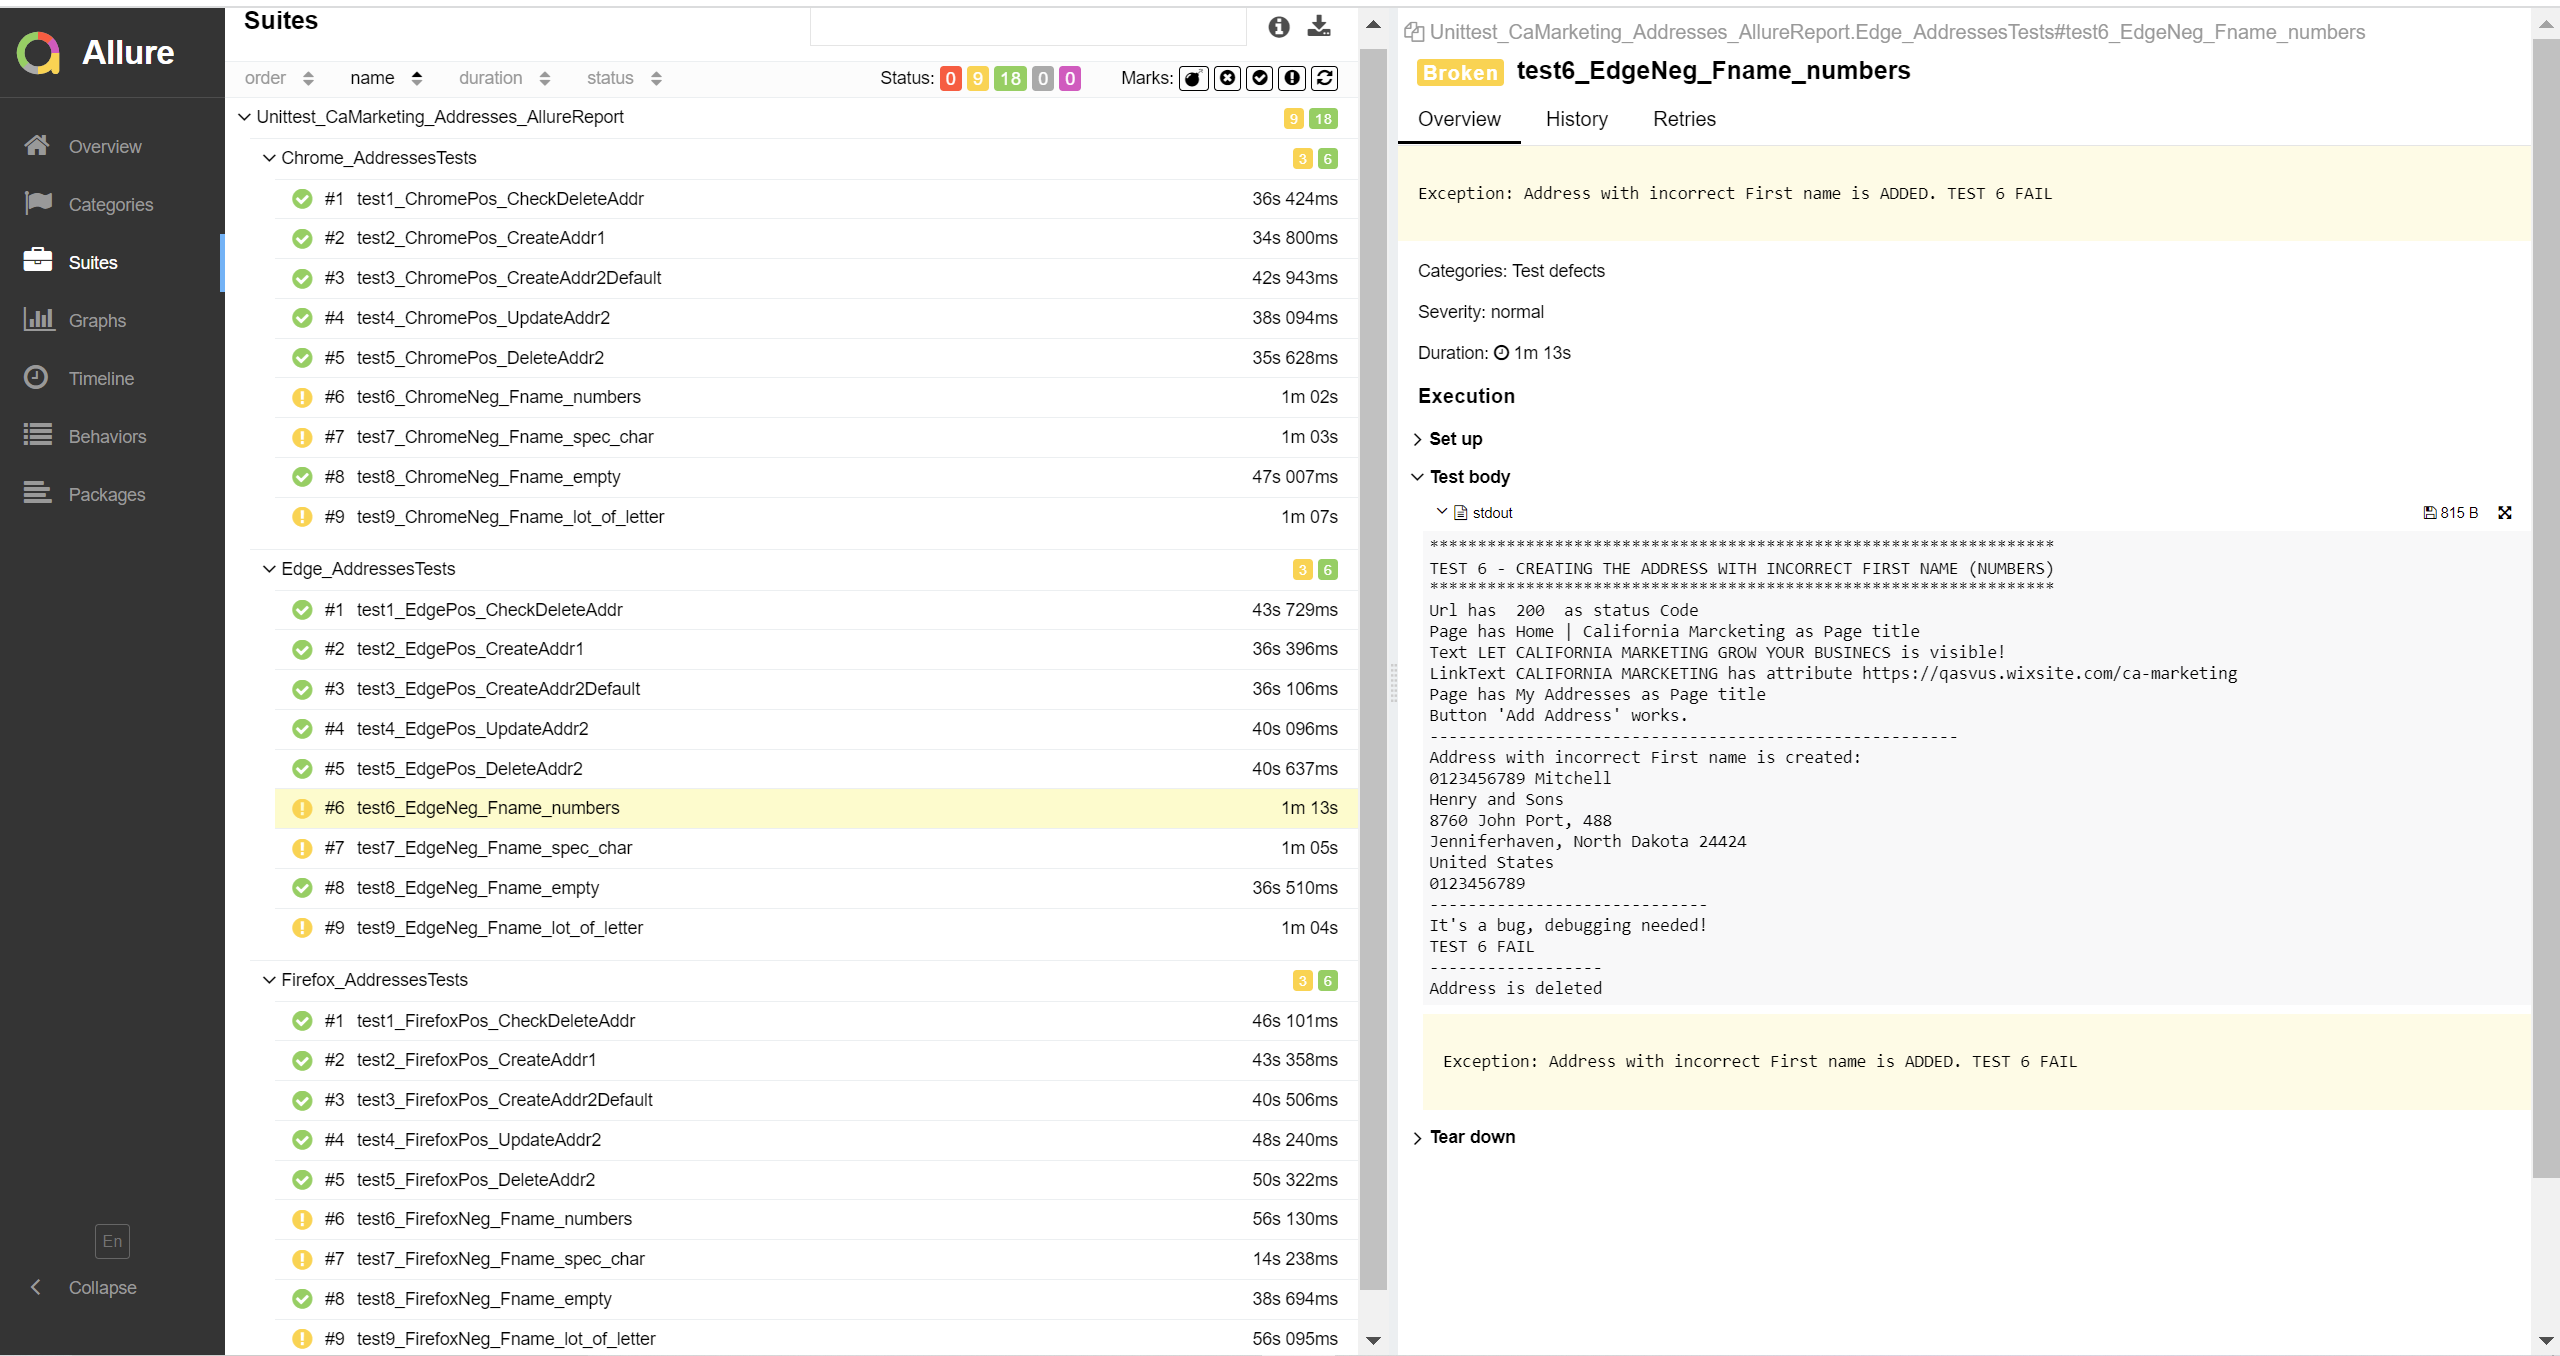 Allure
Overview
Categories
Suites
Graphs
Timeline
Behaviors
Packages
En
Collapse
Suites
order name duration status Status: 0 9 18 0 0 Marks:
Unittest_CaMarketing_Addresses_AllureReport 9 18
Chrome_AddressesTests 3 6
#1 test1_ChromePos_CheckDeleteAddr 36s 424ms
#2 test2_ChromePos_CreateAddr1 34s 800ms
#3 test3_ChromePos_CreateAddr2Default 42s 943ms
#4 test4_ChromePos_UpdateAddr2 38s 094ms
#5 test5_ChromePos_DeleteAddr2 35s 628ms
#6 test6_ChromeNeg_Fname_numbers 1m 02s
#7 test7_ChromeNeg_Fname_spec_char 1m 03s
#8 test8_ChromeNeg_Fname_empty 47s 007ms
#9 test9_ChromeNeg_Fname_lot_of_letter 1m 07s
Edge_AddressesTests 3 6
#1 test1_EdgePos_CheckDeleteAddr 43s 729ms
#2 test2_EdgePos_CreateAddr1 36s 396ms
#3 test3_EdgePos_CreateAddr2Default 36s 106ms
#4 test4_EdgePos_UpdateAddr2 40s 096ms
#5 test5_EdgePos_DeleteAddr2 40s 637ms
#6 test6_EdgeNeg_Fname_numbers 1m 13s
#7 test7_EdgeNeg_Fname_spec_char 1m 05s
#8 test8_EdgeNeg_Fname_empty 36s 510ms
#9 test9_EdgeNeg_Fname_lot_of_letter 1m 04s
Firefox_AddressesTests 3 6
#1 test1_FirefoxPos_CheckDeleteAddr 46s 101ms
#2 test2_FirefoxPos_CreateAddr1 43s 358ms
#3 test3_FirefoxPos_CreateAddr2Default 40s 506ms
#4 test4_FirefoxPos_UpdateAddr2 48s 240ms
#5 test5_FirefoxPos_DeleteAddr2 50s 322ms
#6 test6_FirefoxNeg_Fname_numbers 56s 130ms
#7 test7_FirefoxNeg_Fname_spec_char 14s 238ms
#8 test8_FirefoxNeg_Fname_empty 38s 694ms
#9 test9_FirefoxNeg_Fname_lot_of_letter 56s 095ms
Unittest_CaMarketing_Addresses_AllureReport.Edge_AddressesTests#test6_EdgeNeg_Fname_numbers
Broken test6_EdgeNeg_Fname_numbers
Overview History Retries
Exception: Address with incorrect First name is ADDED. TEST 6 FAIL
Categories: Test defects
Severity: normal
Duration: 1m 13s
Execution
Set up
Test body
stdout 815 B
*****************************************************************
TEST 6 - CREATING THE ADDRESS WITH INCORRECT FIRST NAME (NUMBERS)
*****************************************************************
Url has  200  as status Code
Page has Home | California Marcketing as Page title
Text LET CALIFORNIA MARKETING GROW YOUR BUSINECS is visible!
LinkText CALIFORNIA MARCKETING has attribute https://qasvus.wixsite.com/ca-marketing
Page has My Addresses as Page title
Button 'Add Address' works.
-------------------------------------------------------
Address with incorrect First name is created:
0123456789 Mitchell
Henry and Sons
8760 John Port, 488
Jenniferhaven, North Dakota 24424
United States
0123456789
-----------------------------
It's a bug, debugging needed!
TEST 6 FAIL
------------------
Address is deleted
Exception: Address with incorrect First name is ADDED. TEST 6 FAIL
Tear down